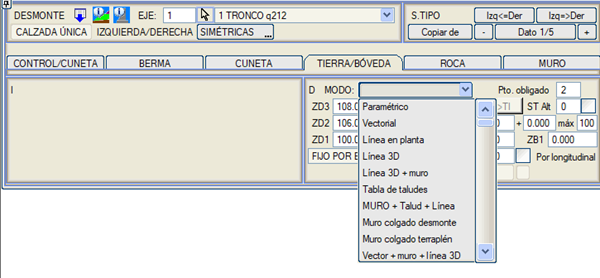 DESMONTE EJE: 1 1 TRONCO q212 S.TIPO Izq<=Der Izq=>Der
CALZADA ÚNICA IZQUIERDA/DERECHA SIMÉTRICAS ... Copiar de - Dato 1/5 +
CONTROL/CUNETA BERMA CUNETA TIERRA/BÓVEDA ROCA MURO
I D MODO: Pto. obligado 2
ZD3 108.0 >TI ST Alt 0
ZD2 106.0 0 + 0.000 máx 100
ZD1 100.0 0 ZB1 0.000
FIJO POR E 0 Por longitudinal
Paramétrico
Vectorial
Línea en planta
Línea 3D
Línea 3D + muro
Tabla de taludes
MURO + Talud + Línea
Muro colgado desmonte
Muro colgado terraplén
Vector + muro + línea 3D